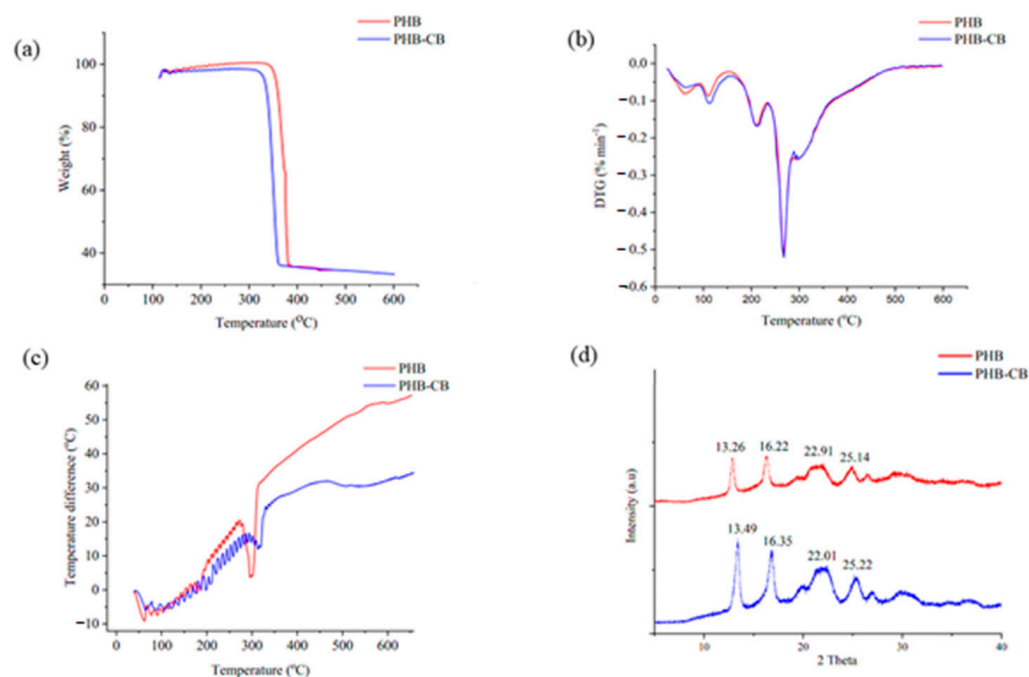 (a)
PHB
PHB-CB
100
80
60
40
Weight (%)
0 100 200 300 400 500 600
Temperature (⁰C)
(b)
PHB
PHB-CB
0.0
−0.1
−0.2
−0.3
−0.4
−0.5
−0.6
DTG (% min⁻¹)
0 100 200 300 400 500 600
Temperature (°C)
(c)
PHB
PHB-CB
60
50
40
30
20
10
0
−10
Temperature difference (°C)
0 100 200 300 400 500 600
Temperature (°C)
(d)
PHB
PHB-CB
13.26 16.22 22.91 25.14
13.49 16.35 22.01 25.22
Intensity (a.u)
10 20 30 40
2 Theta